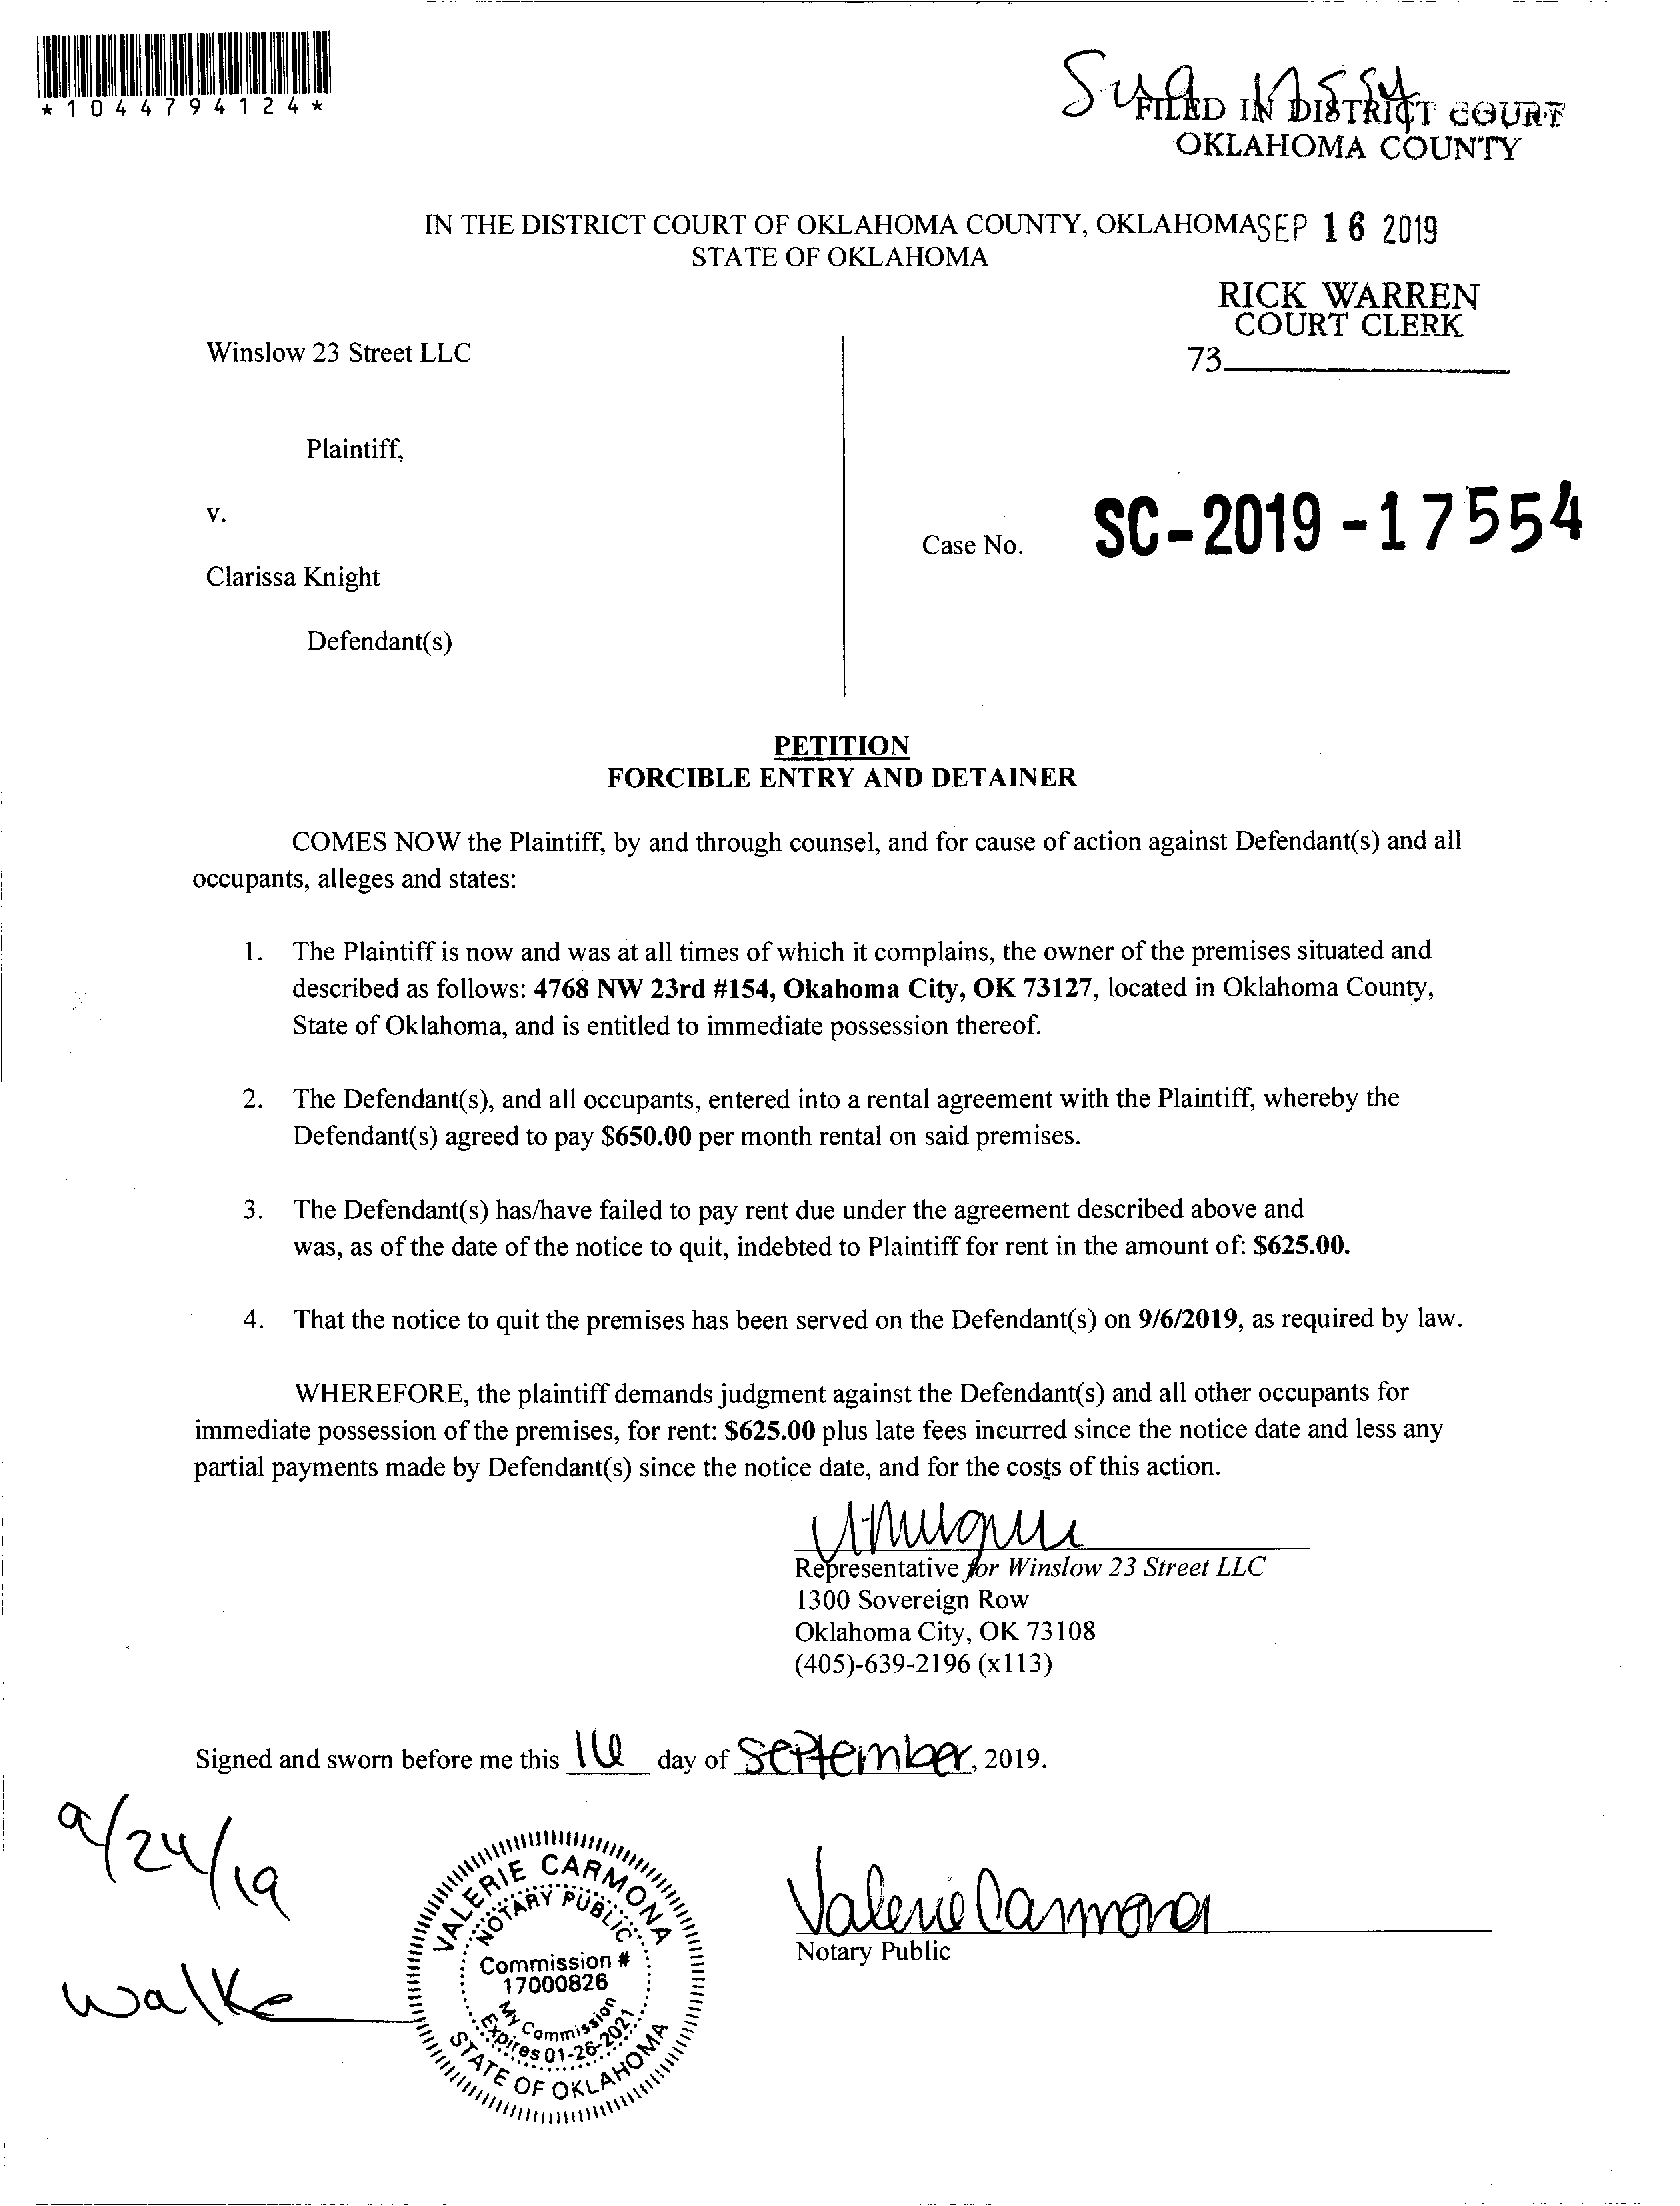 *1044794124*
FILED IN DISTRICT COURT
OKLAHOMA COUNTY
IN THE DISTRICT COURT OF OKLAHOMA COUNTY, OKLAHOMA SEP 16 2019
STATE OF OKLAHOMA
RICK WARREN
COURT CLERK
73
Winslow 23 Street LLC
Plaintiff,
v.
Case No. SC-2019-17554
Clarissa Knight
Defendant(s)
PETITION
FORCIBLE ENTRY AND DETAINER
COMES NOW the Plaintiff, by and through counsel, and for cause of action against Defendant(s) and all
occupants, alleges and states:
1. The Plaintiff is now and was at all times of which it complains, the owner of the premises situated and
described as follows: 4768 NW 23rd #154, Okahoma City, OK 73127, located in Oklahoma County,
State of Oklahoma, and is entitled to immediate possession thereof.
2. The Defendant(s), and all occupants, entered into a rental agreement with the Plaintiff, whereby the
Defendant(s) agreed to pay $650.00 per month rental on said premises.
3. The Defendant(s) has/have failed to pay rent due under the agreement described above and
was, as of the date of the notice to quit, indebted to Plaintiff for rent in the amount of: $625.00.
4. That the notice to quit the premises has been served on the Defendant(s) on 9/6/2019, as required by law.
WHEREFORE, the plaintiff demands judgment against the Defendant(s) and all other occupants for
immediate possession of the premises, for rent: $625.00 plus late fees incurred since the notice date and less any
partial payments made by Defendant(s) since the notice date, and for the costs of this action.
Representative for Winslow 23 Street LLC
1300 Sovereign Row
Oklahoma City, OK 73108
(405)-639-2196 (x113)
Signed and sworn before me this 16 day of September, 2019.
9/24/19
VALERIE CARMONA
NOTARY PUBLIC
Commission #
17000826
My Commission
Expires 01-26-2021
STATE OF OKLAHOMA
Valerie Carmona
Notary Public